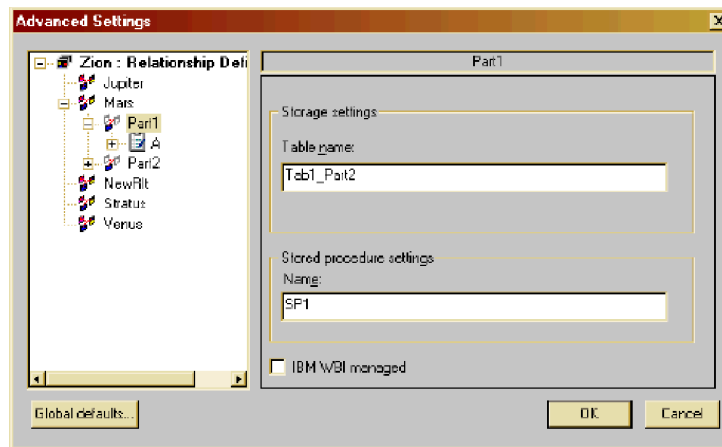 Advanced Settings
Zion : Relationship Defi
Jupiter
Mars
Part1
A
Part2
NewRlt
Stratus
Venus
Part1
Storage settings
Table name:
Tab1_Part2
Stored procedure settings
Name:
SP1
IBM WBI managed
Global defaults...
OK
Cancel